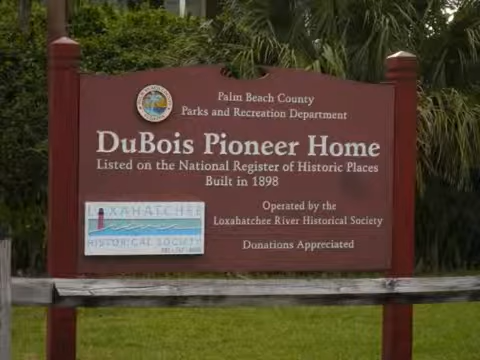 Palm Beach County
Parks and Recreation Department
DuBois Pioneer Home
Listed on the National Register of Historic Places
Built in 1898
LOXAHATCHEE
HISTORICAL SOCIETY
Operated by the
Loxahatchee River Historical Society
Donations Appreciated